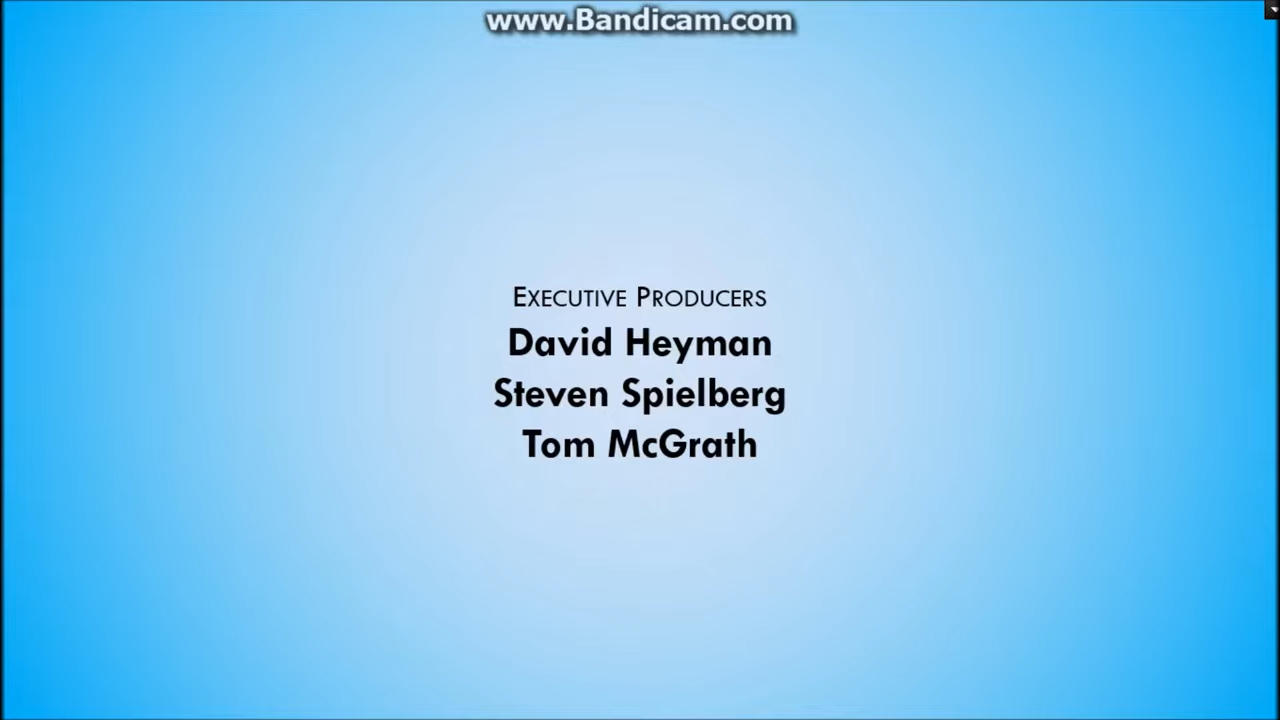 www.Bandicam.com
Executive Producers
David Heyman
Steven Spielberg
Tom McGrath